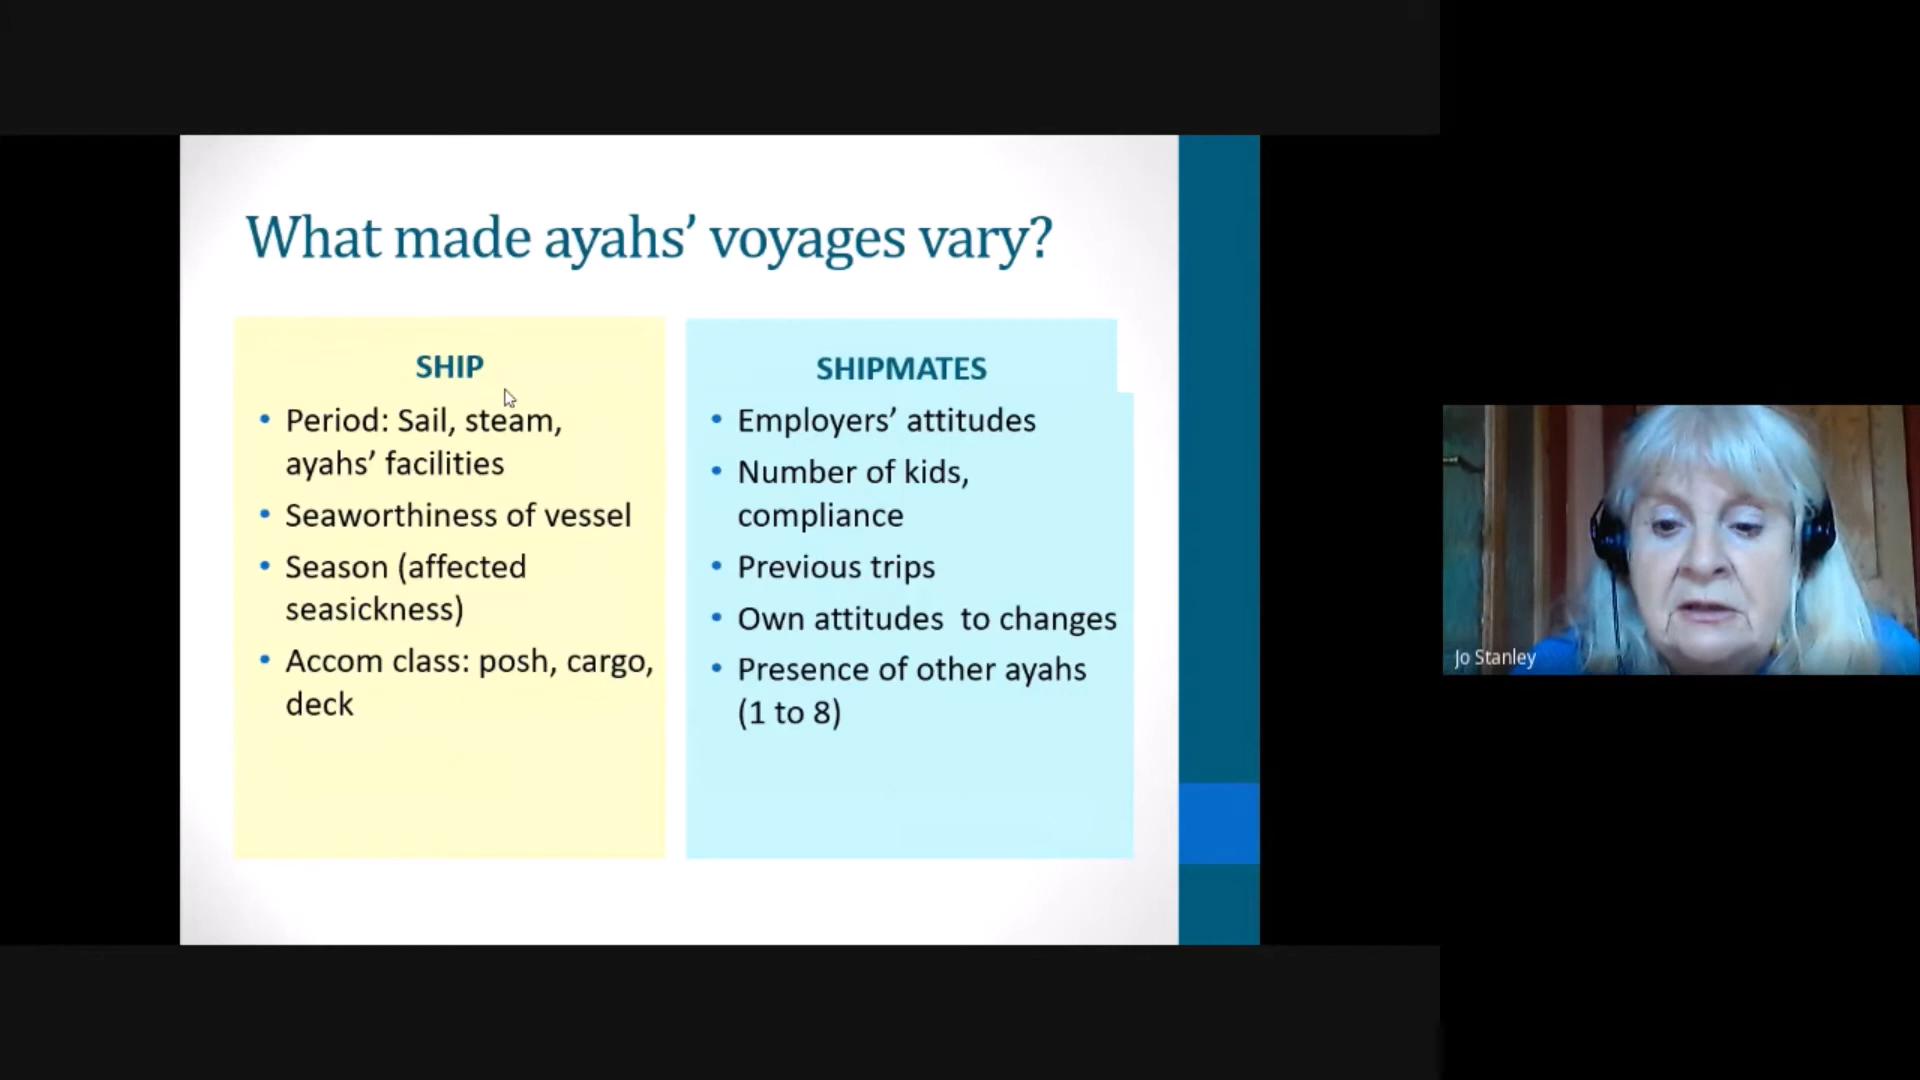 What made ayahs’ voyages vary?
SHIP
• Period: Sail, steam,
ayahs’ facilities
• Seaworthiness of vessel
• Season (affected
seasickness)
• Accom class: posh, cargo,
deck
SHIPMATES
• Employers’ attitudes
• Number of kids,
compliance
• Previous trips
• Own attitudes  to changes
• Presence of other ayahs
(1 to 8)
Jo Stanley